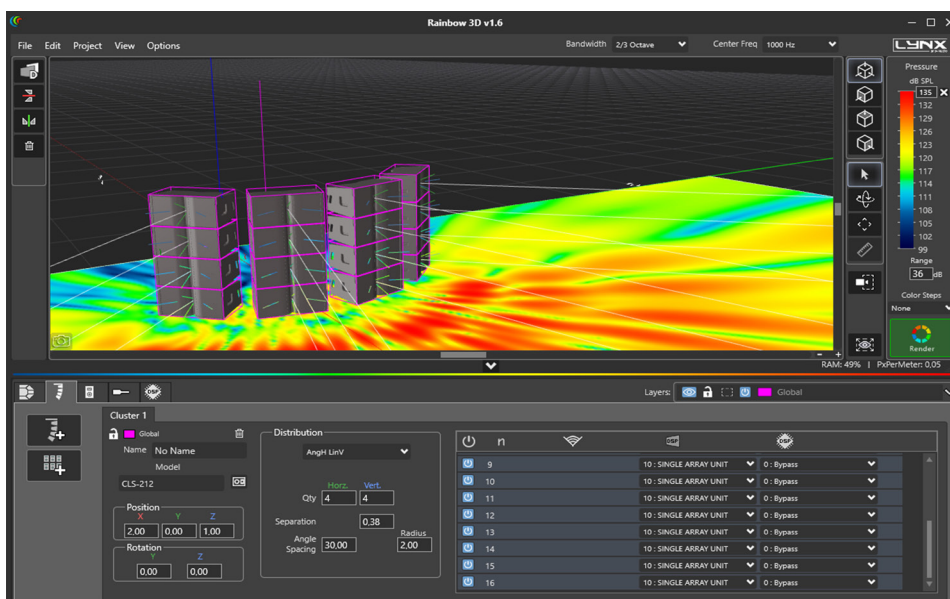 Rainbow 3D v1.6
File Edit Project View Options
Bandwidth 2/3 Octave Center Freq 1000 Hz
LYNX
Pressure
dB SPL
135
132
129
126
123
120
117
114
111
108
105
102
99
Range
36 dB
Color Steps
None
Render
RAM: 49% | PxPerMeter: 0,05
Layers: Global
DSP
Cluster 1
Global
Name No Name
Model
CLS-212
Position
X Y Z
2,00 0,00 1,00
Rotation
Y Z
0,00 0,00
Distribution
AngH LinV
Horz. Vert.
Qty 4 4
Separation 0,38
Angle Spacing 30,00
Radius
2,00
n
DSP
9 10 : SINGLE ARRAY UNIT 0 : Bypass
10 10 : SINGLE ARRAY UNIT 0 : Bypass
11 10 : SINGLE ARRAY UNIT 0 : Bypass
12 10 : SINGLE ARRAY UNIT 0 : Bypass
13 10 : SINGLE ARRAY UNIT 0 : Bypass
14 10 : SINGLE ARRAY UNIT 0 : Bypass
15 10 : SINGLE ARRAY UNIT 0 : Bypass
16 10 : SINGLE ARRAY UNIT 0 : Bypass